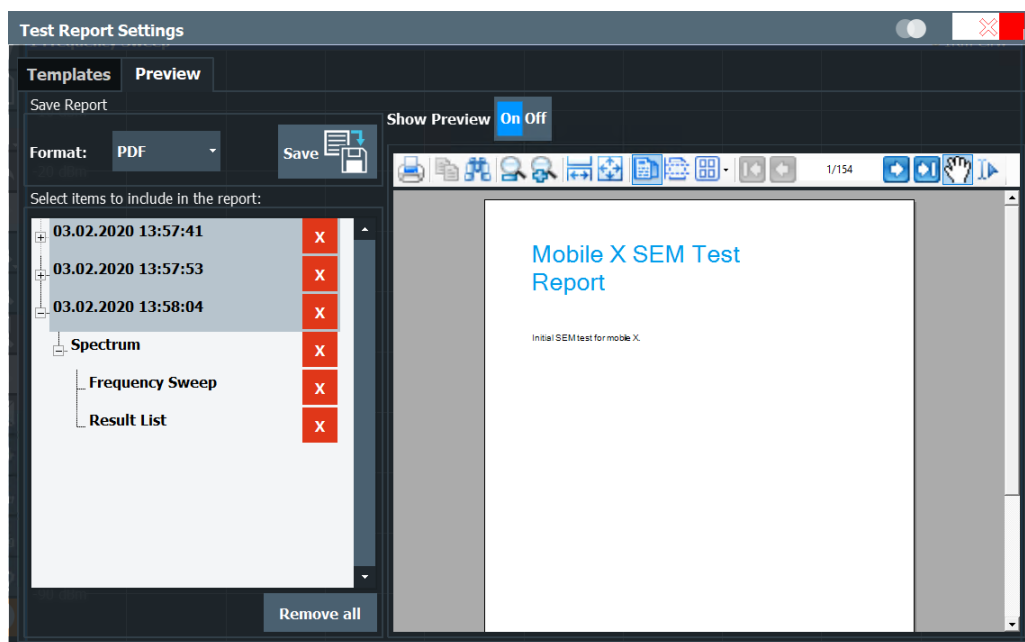 Test Report Settings
Templates Preview
Save Report
Format: PDF Save
Show Preview On Off
1/154
Select items to include in the report:
03.02.2020 13:57:41 X
03.02.2020 13:57:53 X
03.02.2020 13:58:04 X
Spectrum X
Frequency Sweep X
Result List X
Remove all
Mobile X SEM Test
Report
Initial SEM test for moble X.